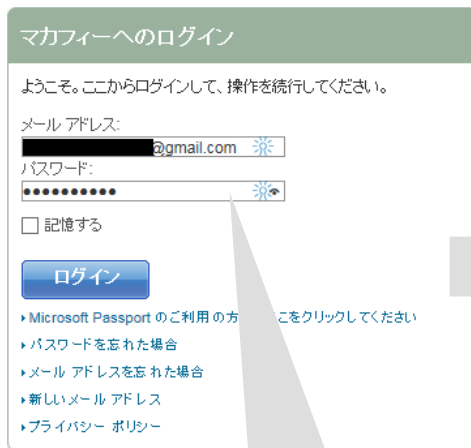 マカフィーへのログイン
ようこそ。ここからログインして、操作を続行してください。
メール アドレス:
@gmail.com
パスワード:
●●●●●●●●●●
記憶する
ログイン
Microsoft Passport のご利用の方 こをクリックしてください
パスワードを忘れた場合
メール アドレスを忘れた場合
新しいメール アドレス
プライバシー ポリシー